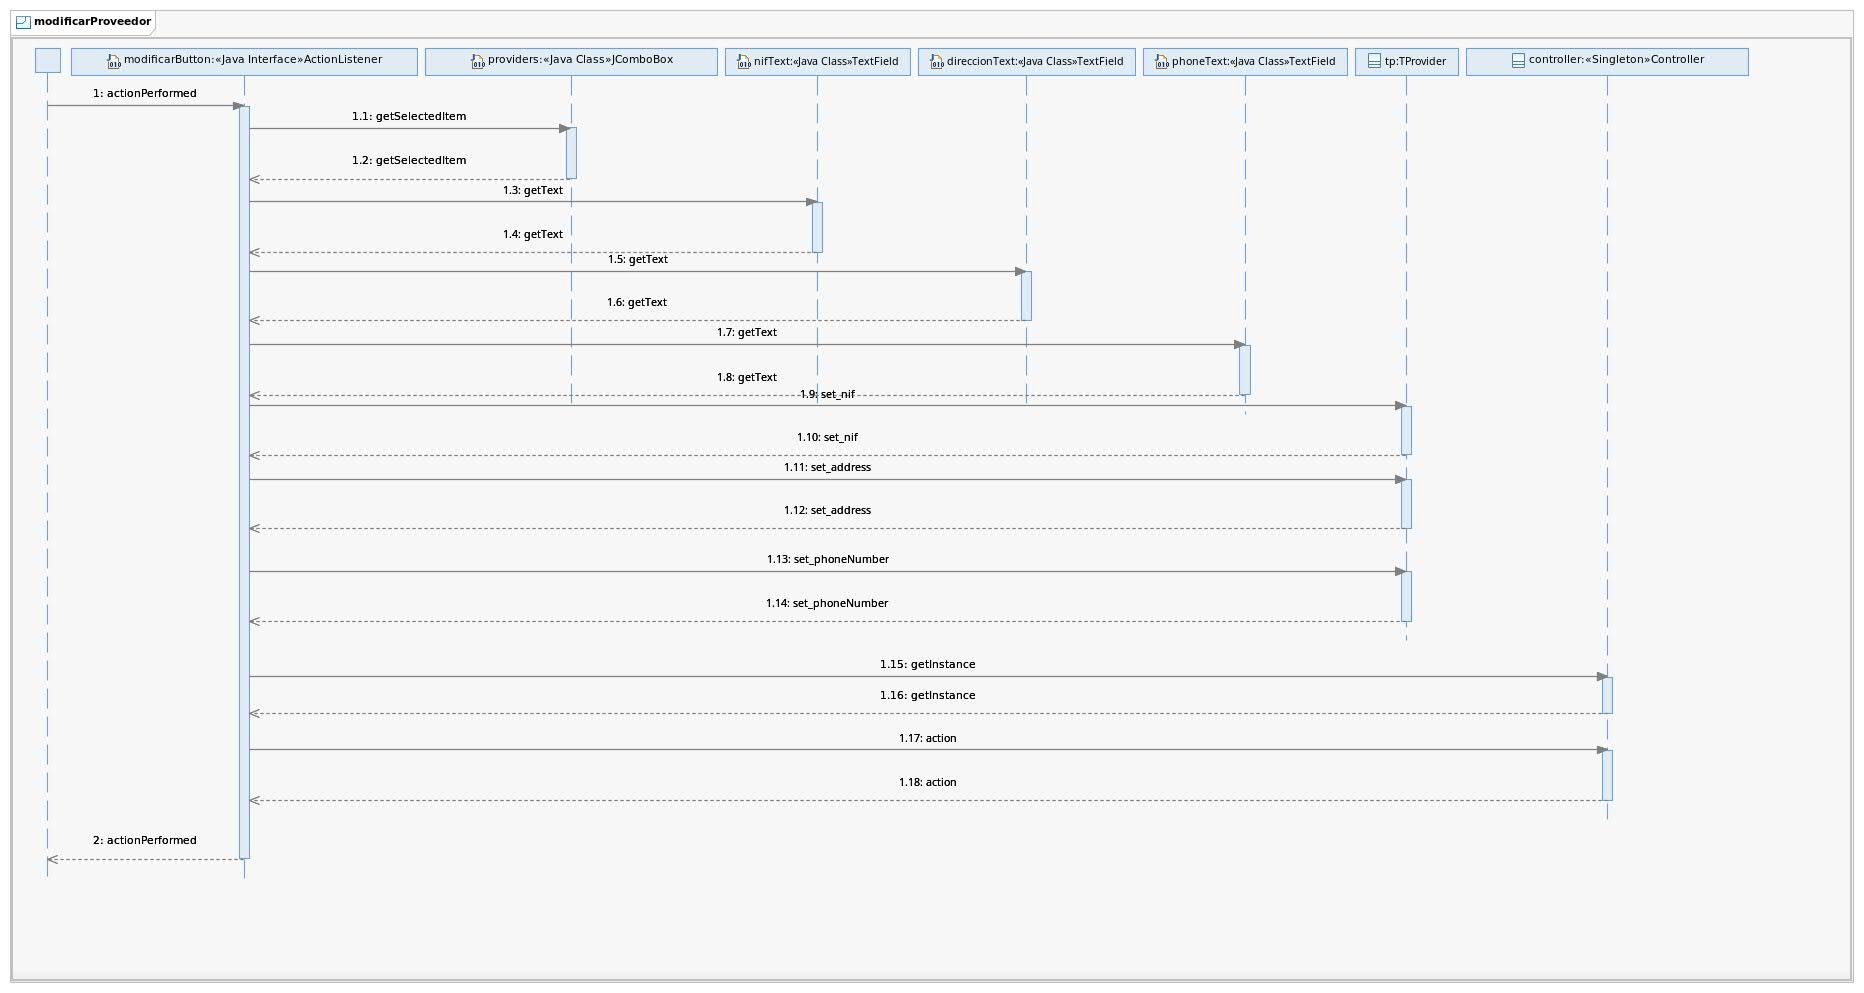 modificarProveedor
modificarButton:«Java Interface»ActionListener
providers:«Java Class»JComboBox
nifText:«Java Class»TextField
direccionText:«Java Class»TextField
phoneText:«Java Class»TextField
tp:TProvider
controller:«Singleton»Controller
1: actionPerformed
1.1: getSelectedItem
1.2: getSelectedItem
1.3: getText
1.4: getText
1.5: getText
1.6: getText
1.7: getText
1.8: getText
1.9: set_nif
1.10: set_nif
1.11: set_address
1.12: set_address
1.13: set_phoneNumber
1.14: set_phoneNumber
1.15: getInstance
1.16: getInstance
1.17: action
1.18: action
2: actionPerformed